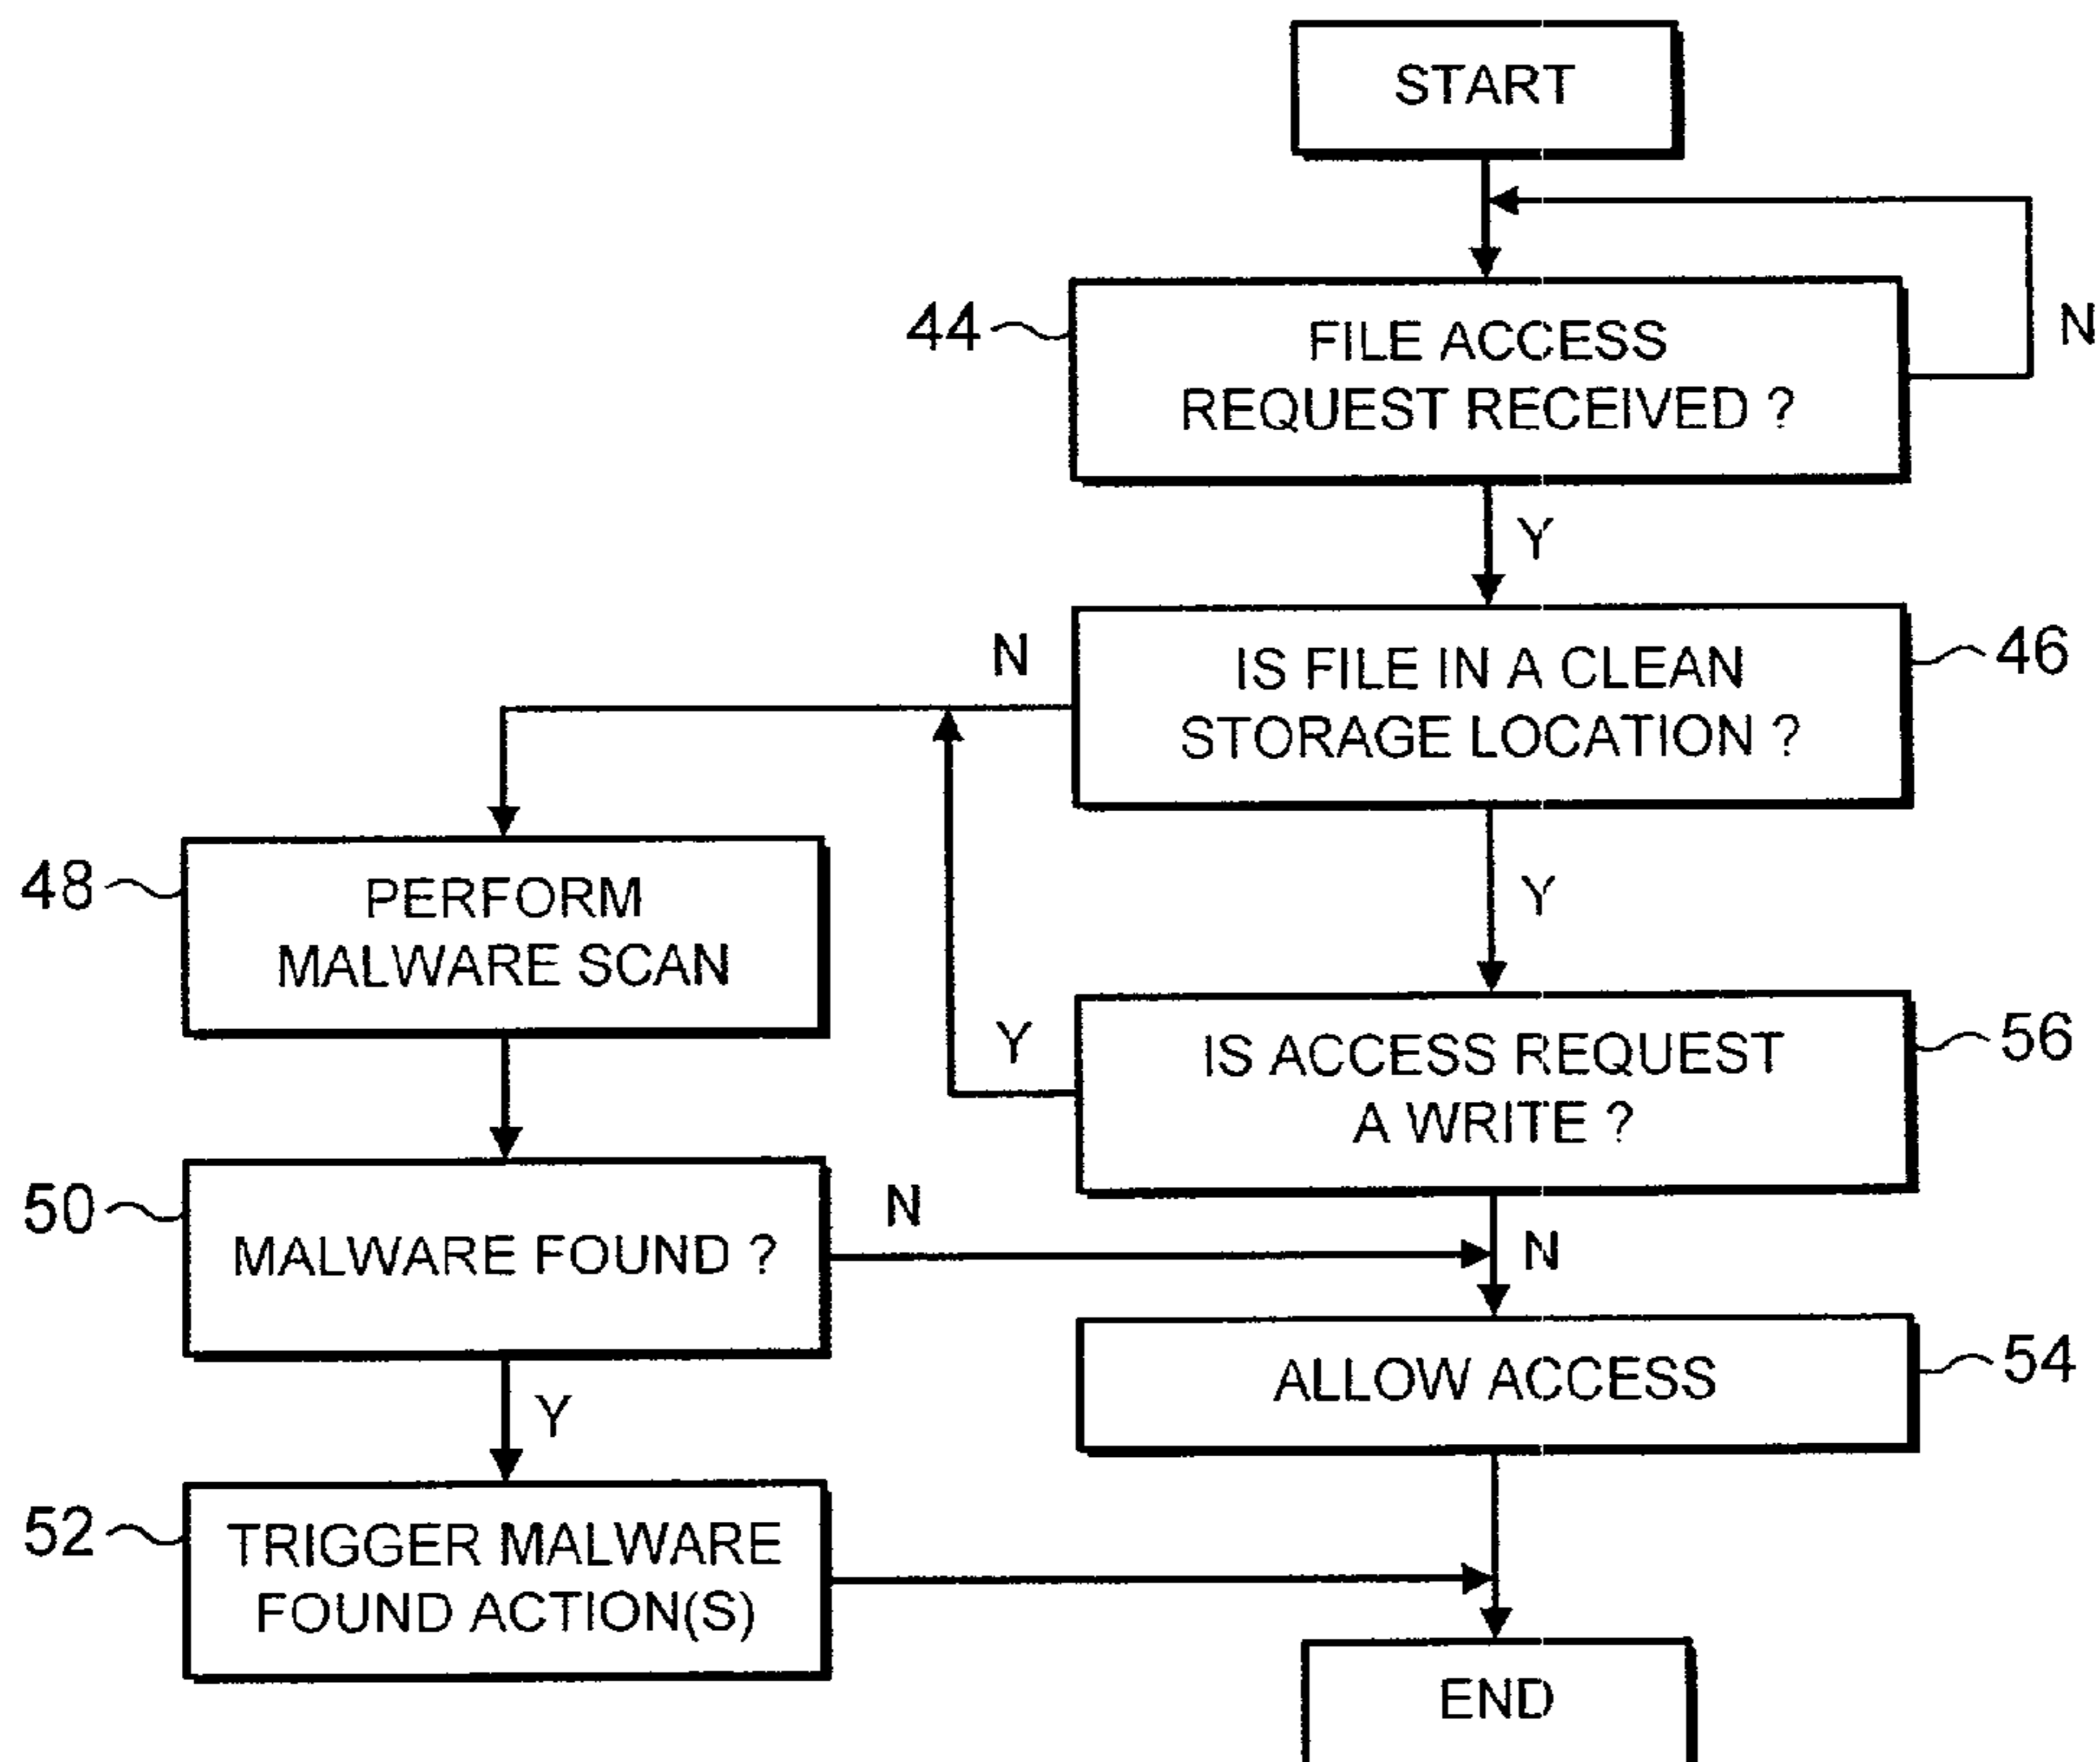 START
44
FILE ACCESS
REQUEST RECEIVED ?
N
Y
N
IS FILE IN A CLEAN
STORAGE LOCATION ?
46
48
PERFORM
MALWARE SCAN
Y
Y
IS ACCESS REQUEST
A WRITE ?
56
50
MALWARE FOUND ?
N
N
ALLOW ACCESS
54
Y
52
TRIGGER MALWARE
FOUND ACTION(S)
END